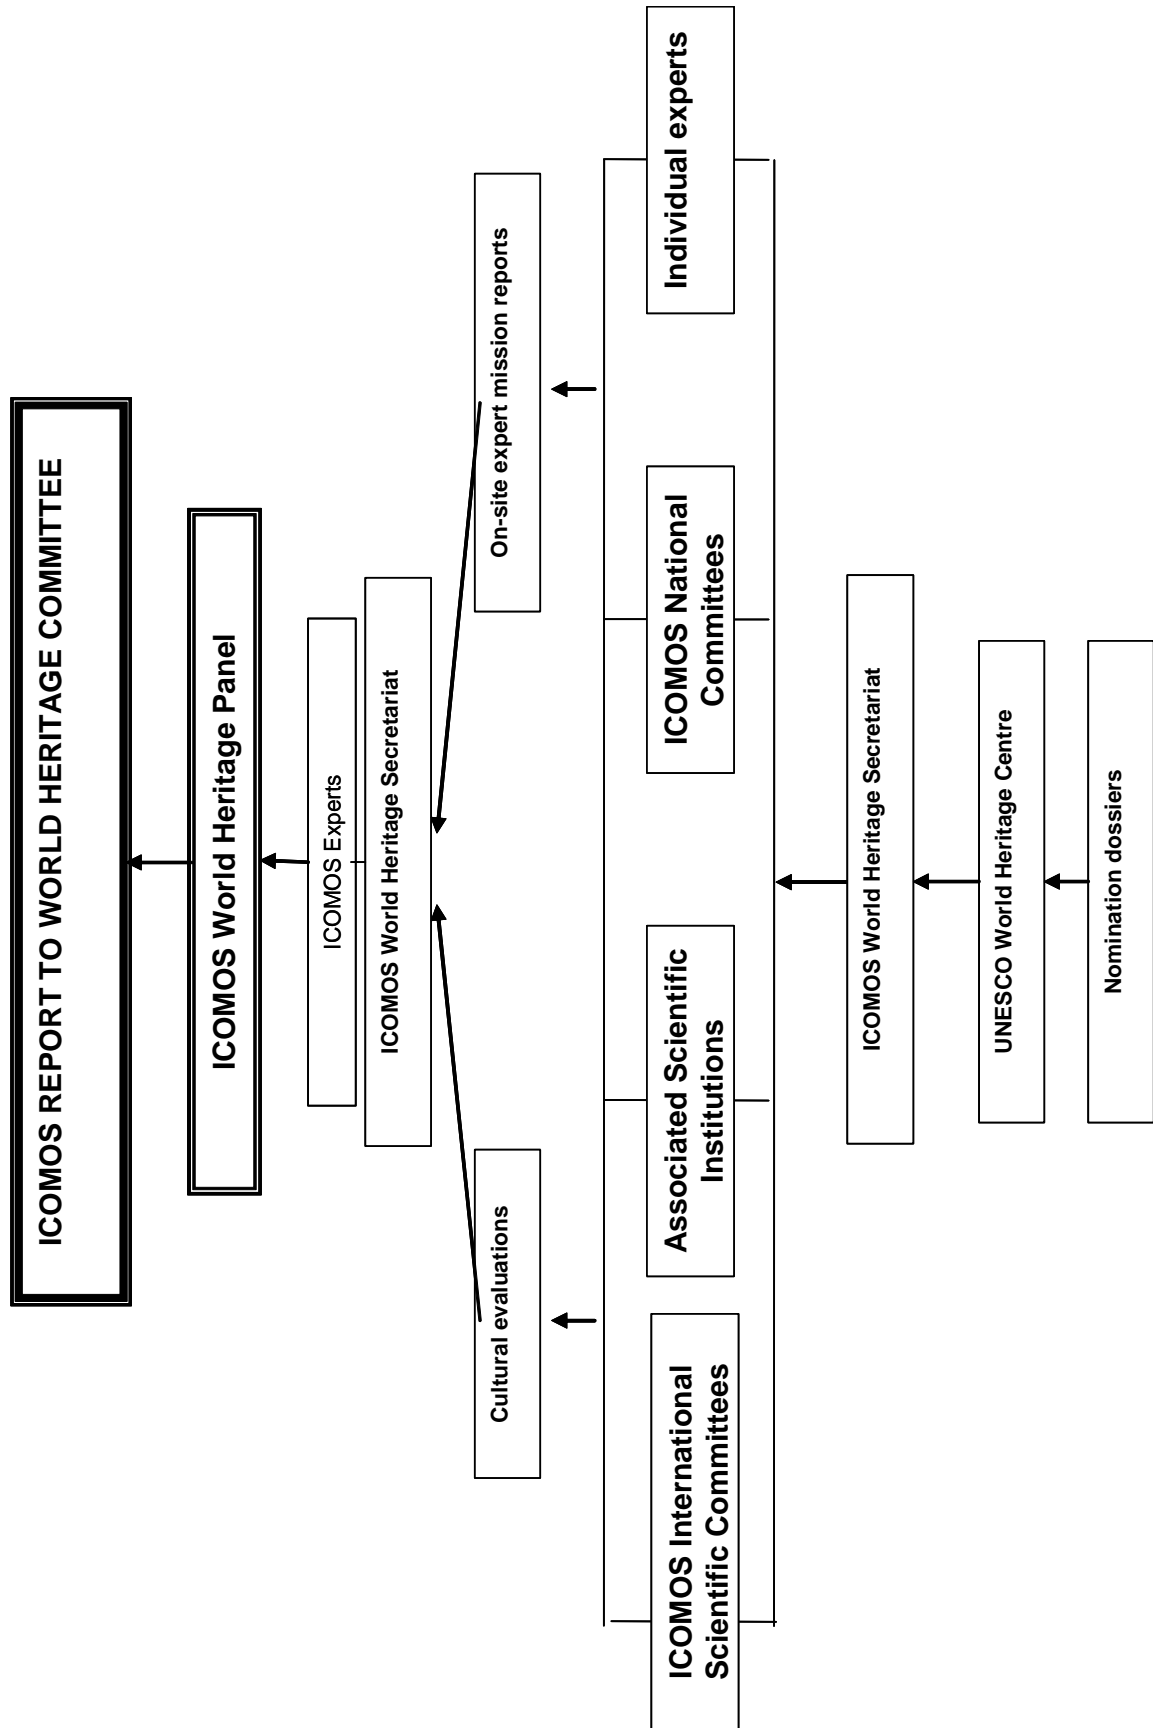 ICOMOS REPORT TO WORLD HERITAGE COMMITTEE
ICOMOS World Heritage Panel
ICOMOS Experts
ICOMOS World Heritage Secretariat
Cultural evaluations
On-site expert mission reports
ICOMOS International
Scientific Committees
Associated Scientific
Institutions
ICOMOS National
Committees
Individual experts
ICOMOS World Heritage Secretariat
UNESCO World Heritage Centre
Nomination dossiers